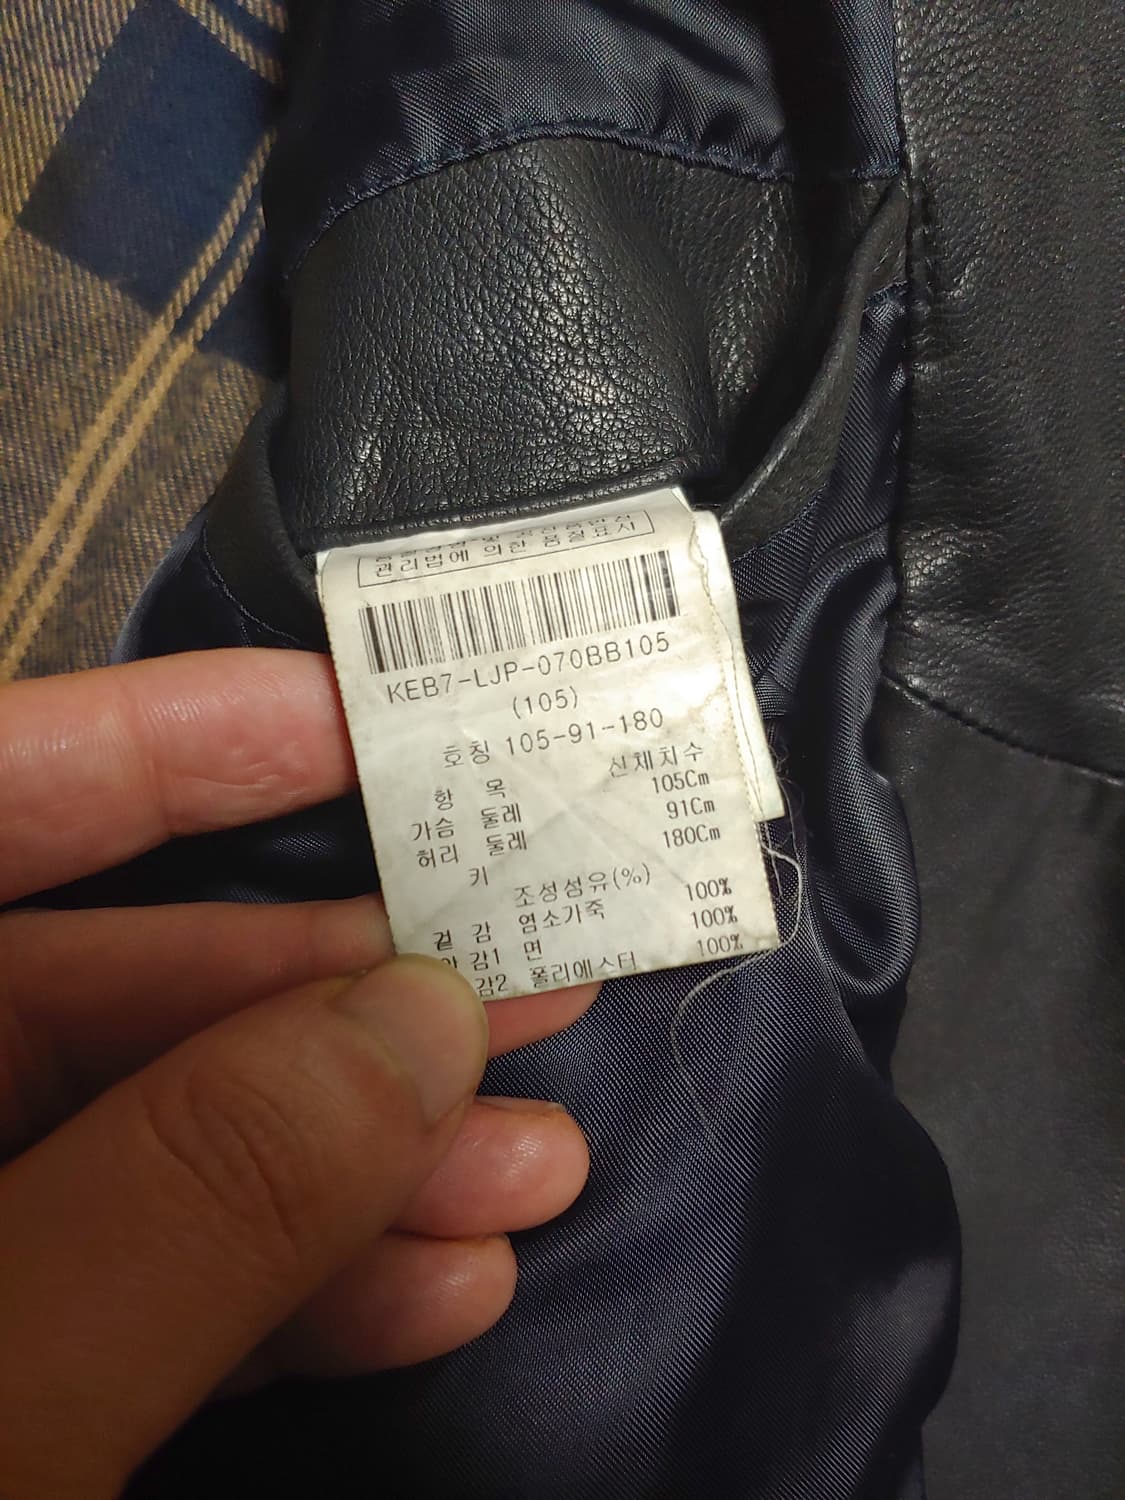 관리법에 의한 품질표시
KEB7-LJP-070BB105
(105)
호칭 105-91-180
항 목 신체치수
가슴 둘레 105Cm
허리 둘레 91Cm
키 180Cm
조성섬유(%)
겉 감 염소가죽 100%
감1 면 100%
감2 폴리에스터 100%